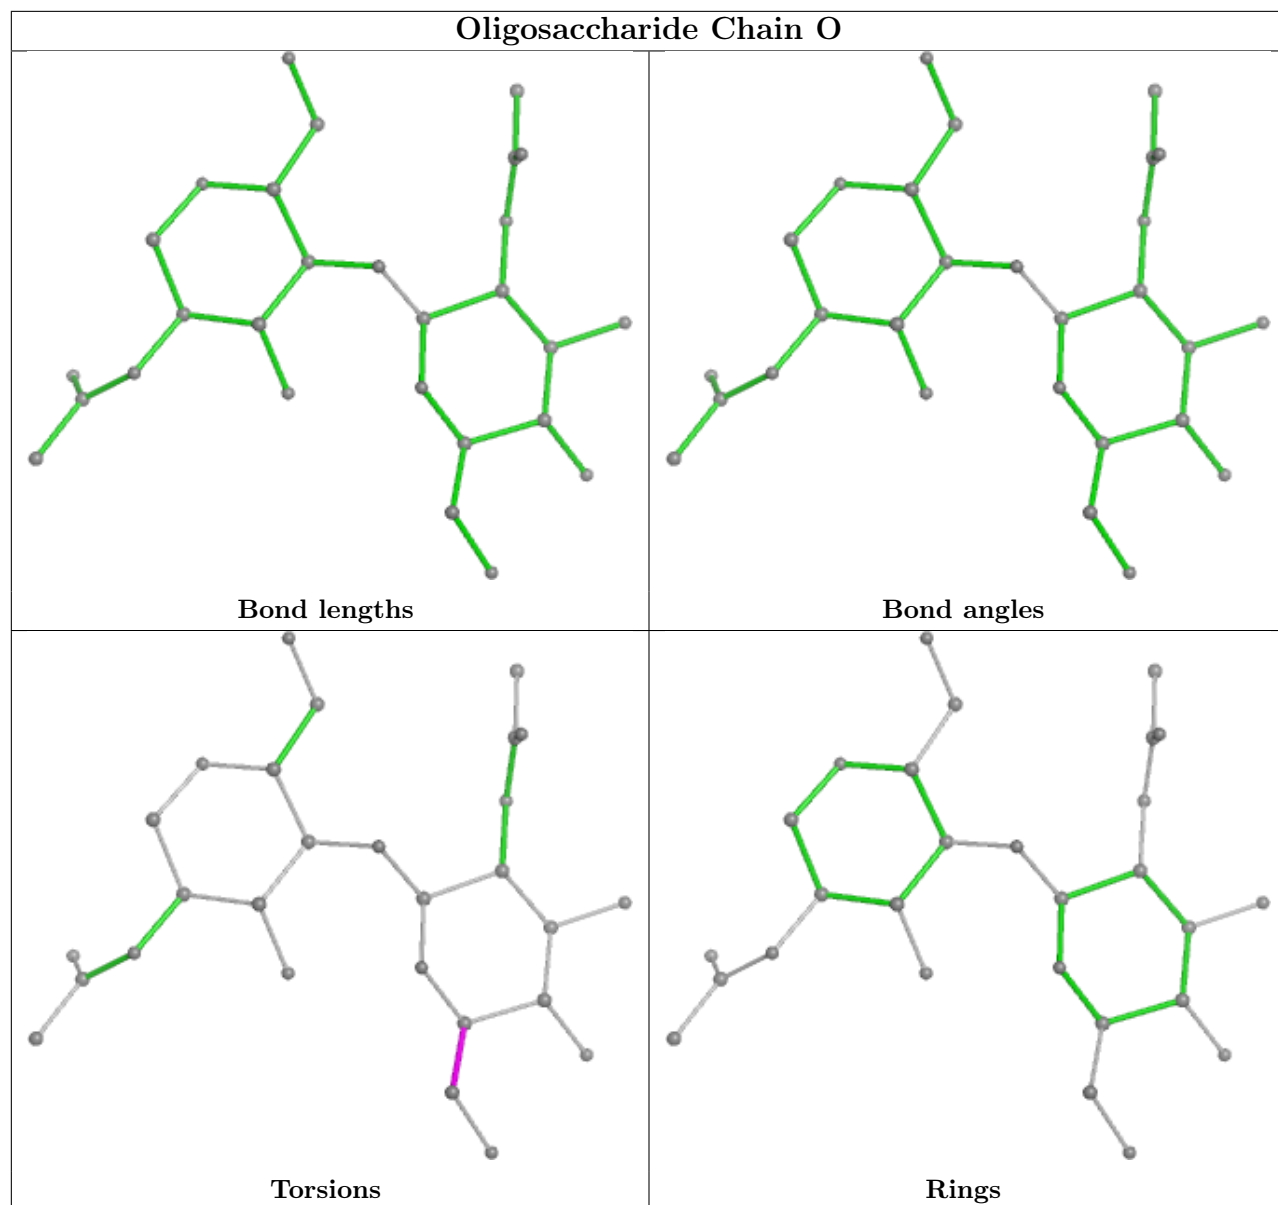 Oligosaccharide Chain O
Bond lengths
Bond angles
Torsions
Rings